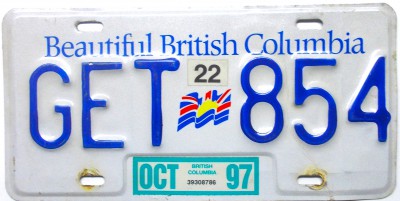 Beautiful British Columbia
22
GET 854
OCT BRITISH COLUMBIA 97
39308786